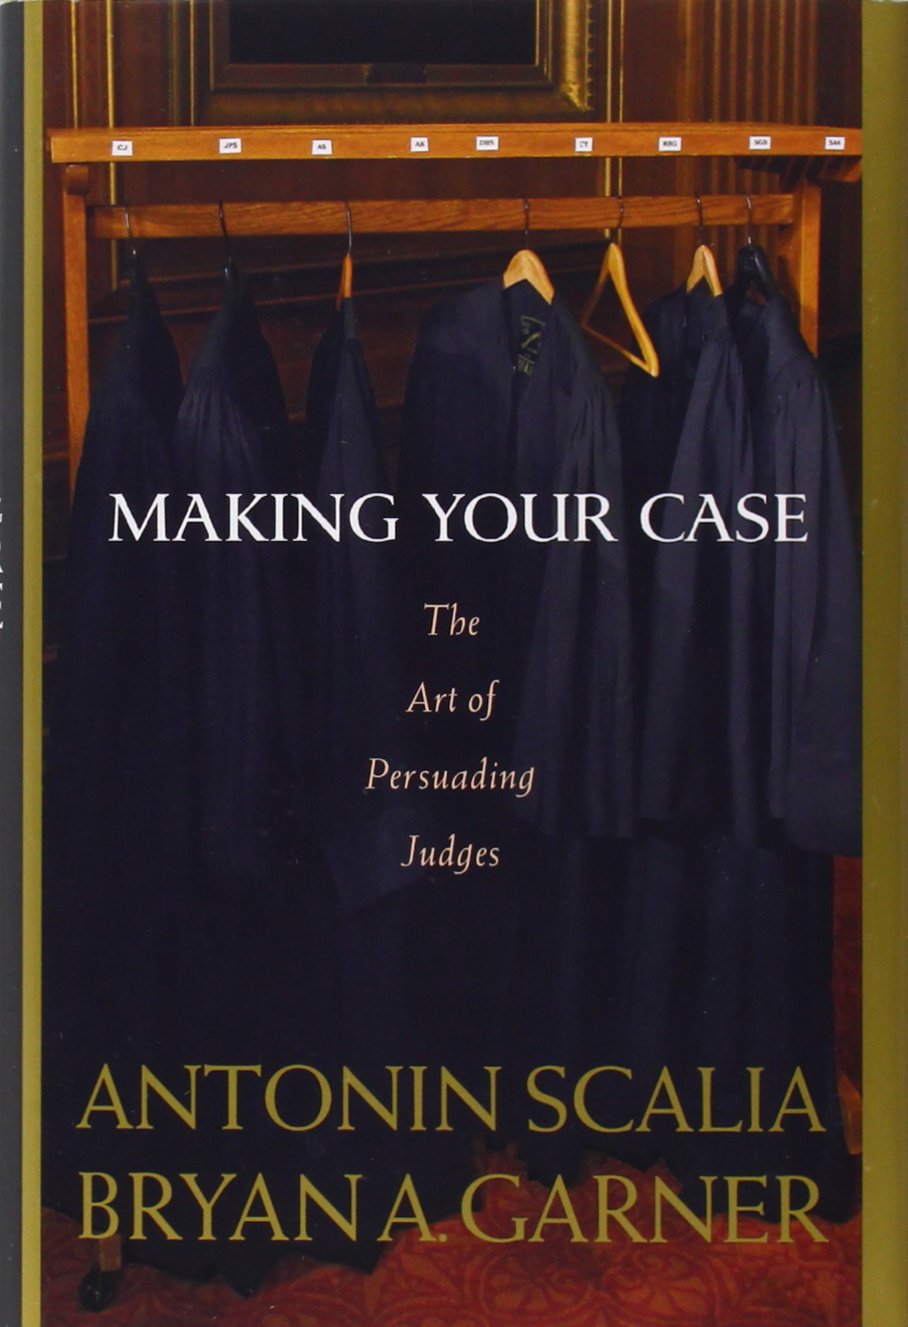 CJ JPS AS AK DHS CT RBG SGB SAA
MAKING YOUR CASE
The
Art of
Persuading
Judges
ANTONIN SCALIA
BRYAN A. GARNER